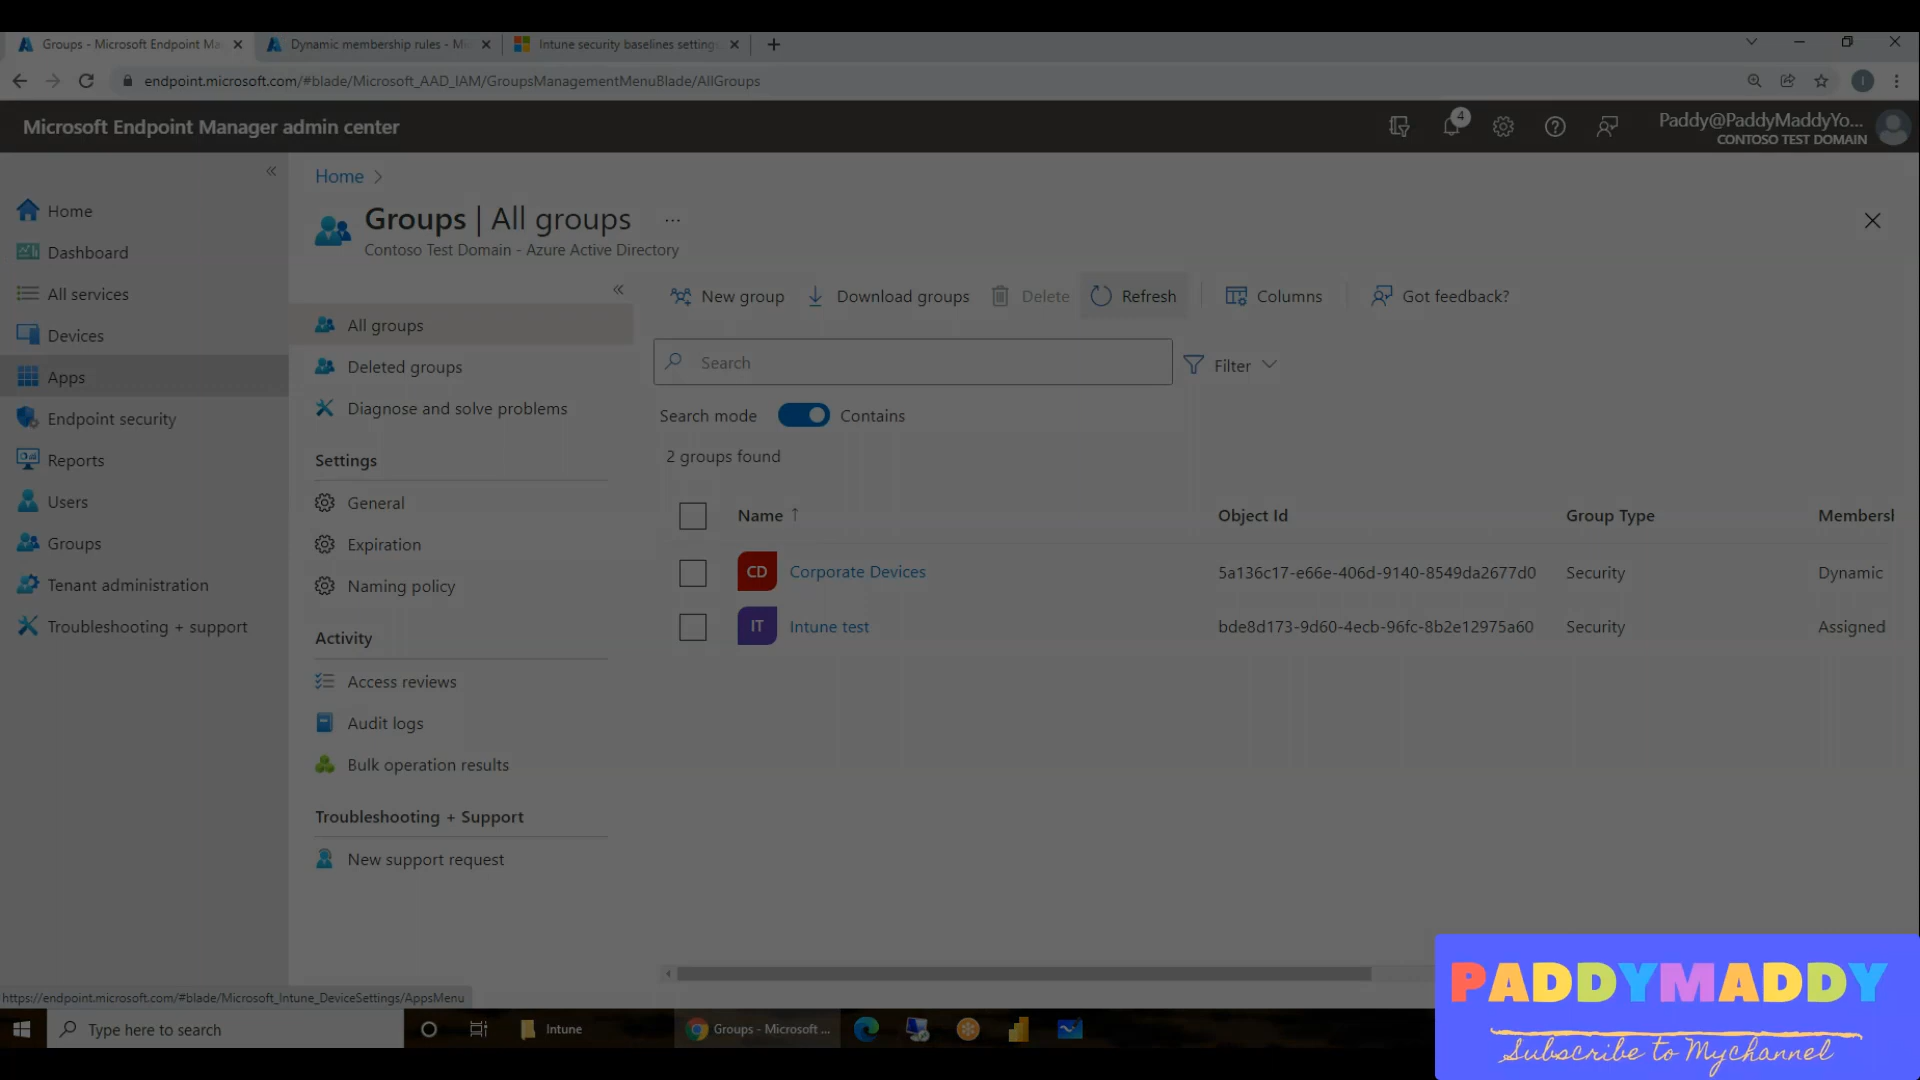 Groups - Microsoft Endpoint Ma
Dynamic membership rules - Mi
Intune security baselines setting
endpoint.microsoft.com/#blade/Microsoft_AAD_IAM/GroupsManagementMenuBlade/AllGroups
Microsoft Endpoint Manager admin center
4
Paddy@PaddyMaddyYo...
CONTOSO TEST DOMAIN
Home
Dashboard
All services
Devices
Apps
Endpoint security
Reports
Users
Groups
Tenant administration
Troubleshooting + support
Home >
Groups | All groups ...
Contoso Test Domain - Azure Active Directory
All groups
Deleted groups
Diagnose and solve problems
Settings
General
Expiration
Naming policy
Activity
Access reviews
Audit logs
Bulk operation results
Troubleshooting + Support
New support request
New group Download groups Delete Refresh Columns Got feedback?
Search Filter
Search mode Contains
2 groups found
Name ↑ Object Id Group Type Membersl
CD Corporate Devices 5a136c17-e66e-406d-9140-8549da2677d0 Security Dynamic
IT Intune test bde8d173-9d60-4ecb-96fc-8b2e12975a60 Security Assigned
https://endpoint.microsoft.com/#blade/Microsoft_Intune_DeviceSettings/AppsMenu
Type here to search
Intune
Groups - Microsoft ...
PADDYMADDY
Subscribe to Mychannel